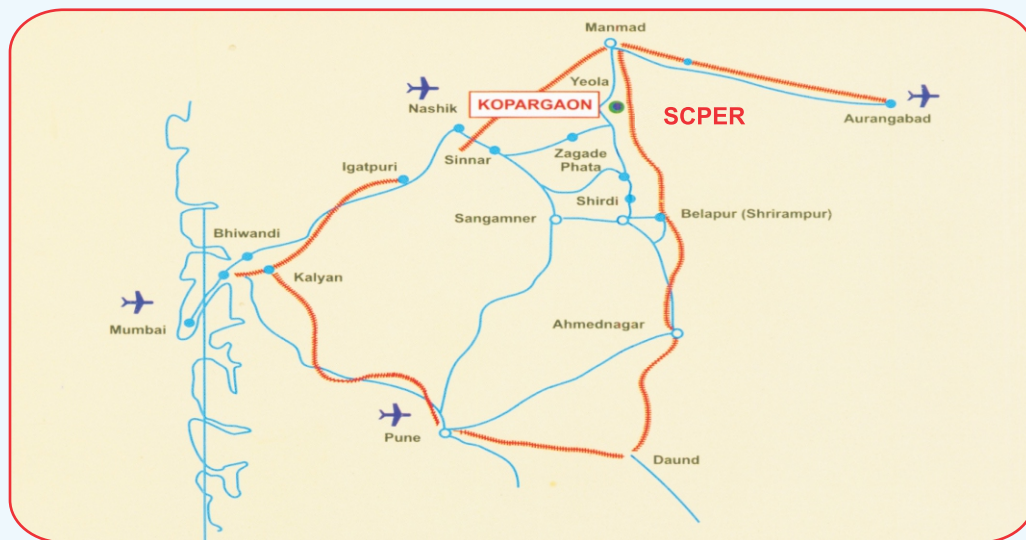 Manmad
Yeola
Nashik
KOPARGAON
SCPER
Aurangabad
Sinnar
Zagade
Phata
Igatpuri
Shirdi
Sangamner
Belapur (Shrirampur)
Bhiwandi
Kalyan
Mumbai
Ahmednagar
Pune
Daund